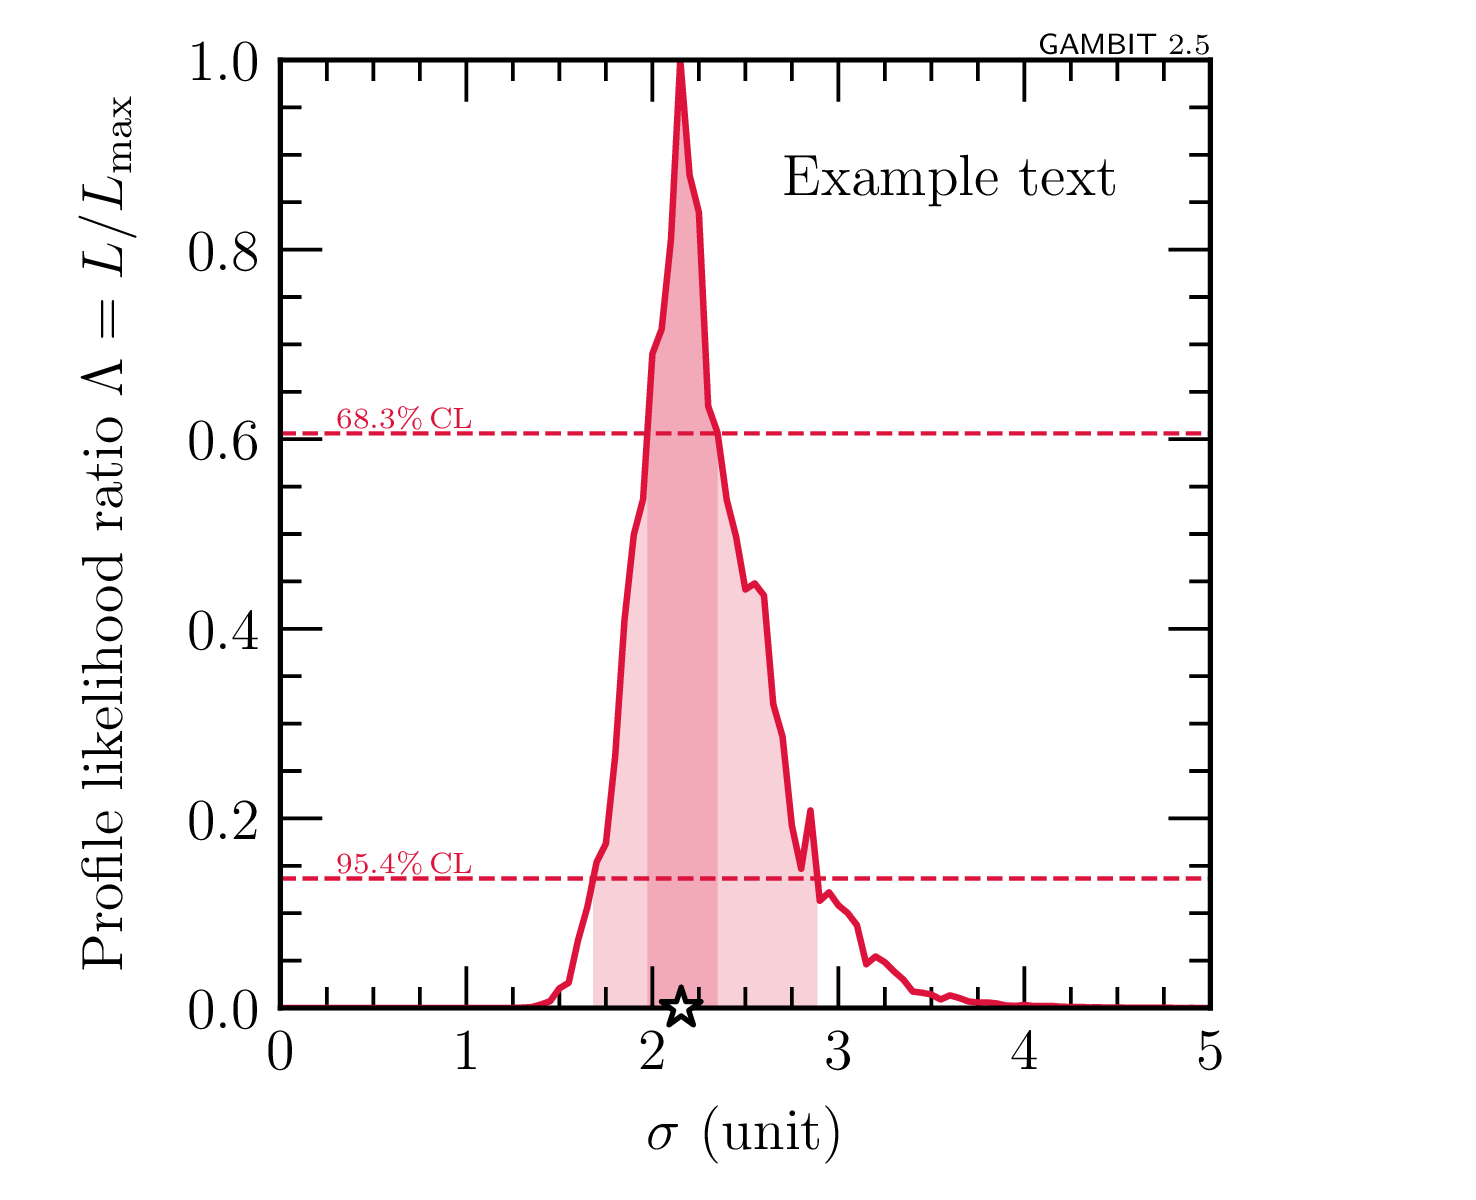 GAMBIT 2.5
Profile likelihood ratio Λ = L/Lmax
1.0
0.8
0.6
0.4
0.2
0.0
Example text
68.3% CL
95.4% CL
0 1 2 3 4 5
σ (unit)